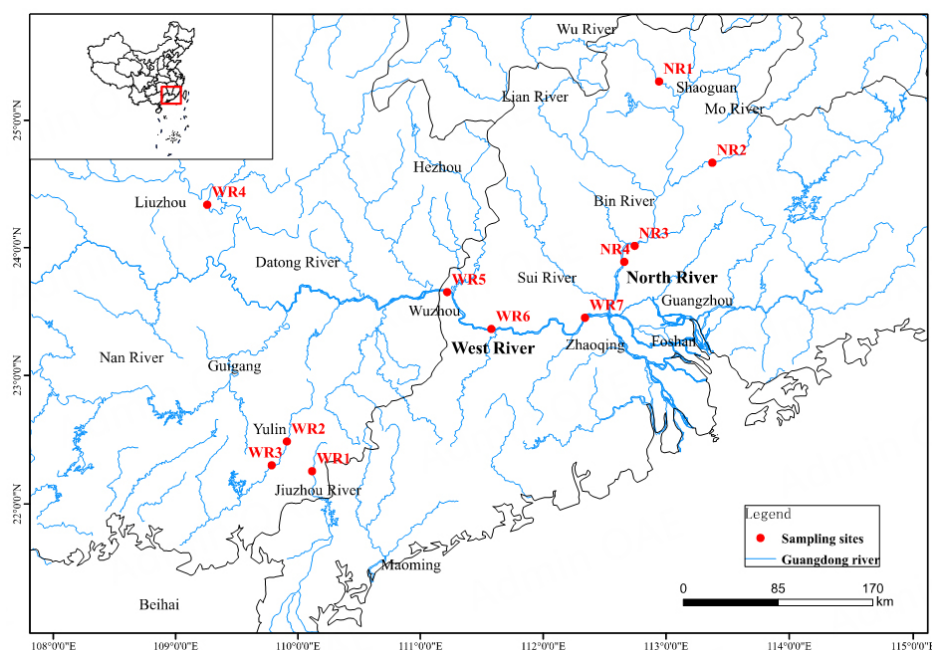 Wu River
NR1
Shaoguan
Lian River
Mo River
25°0'0"N
NR2
Hezhou
WR4
Liuzhou
Bin River
NR3
24°0'0"N
NR4
Datong River
Sui River
North River
WR5
Guangzhou
Wuzhou
WR6
WR7
West River
Zhaoqing
Foshan
Nan River
Guigang
23°0'0"N
Yulin
WR2
WR3
WR1
Jiuzhou River
22°0'0"N
Legend
Sampling sites
Guangdong river
Maoming
Beihai
0 85 170
km
108°0'0"E 109°0'0"E 110°0'0"E 111°0'0"E 112°0'0"E 113°0'0"E 114°0'0"E 115°0'0"E